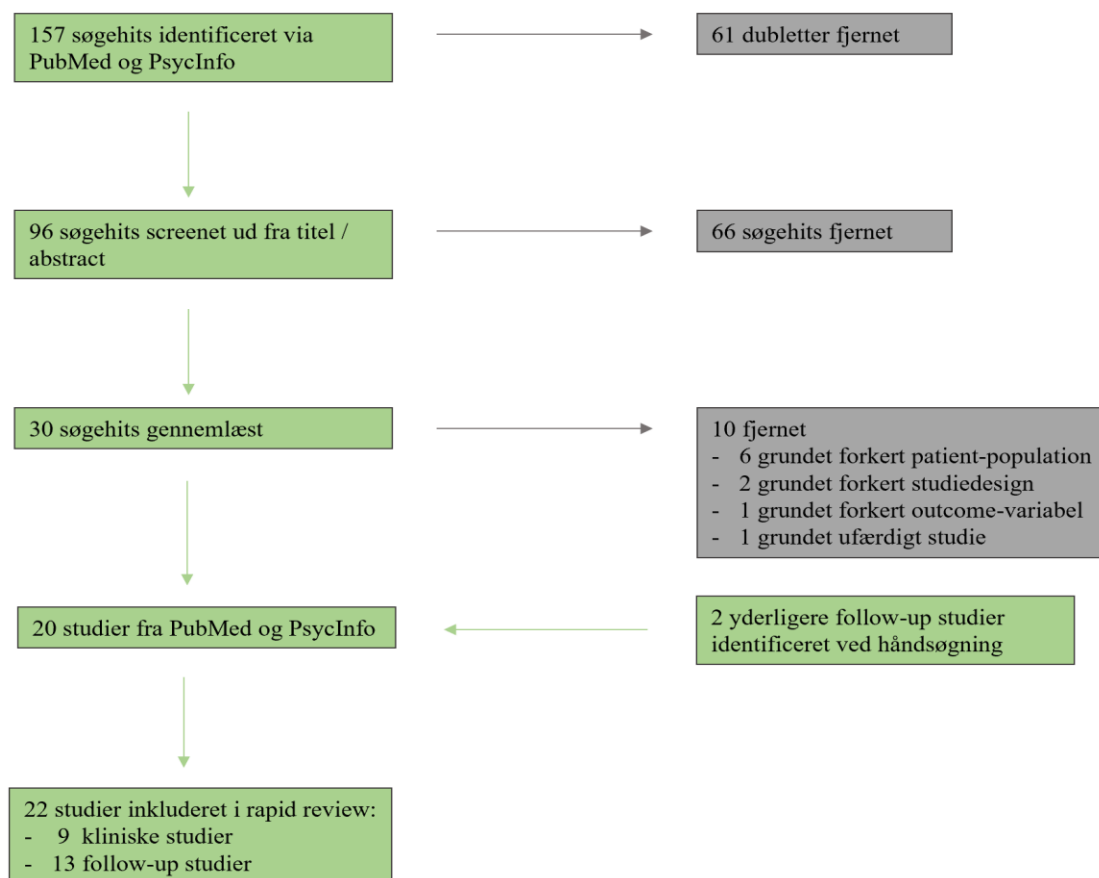 157 søgehits identificeret via
PubMed og PsycInfo
61 dubletter fjernet
96 søgehits screenet ud fra titel /
abstract
66 søgehits fjernet
30 søgehits gennemlæst
10 fjernet
- 6 grundet forkert patient-population
- 2 grundet forkert studiedesign
- 1 grundet forkert outcome-variabel
- 1 grundet ufærdigt studie
20 studier fra PubMed og PsycInfo
2 yderligere follow-up studier
identificeret ved håndsøgning
22 studier inkluderet i rapid review:
- 9 kliniske studier
- 13 follow-up studier